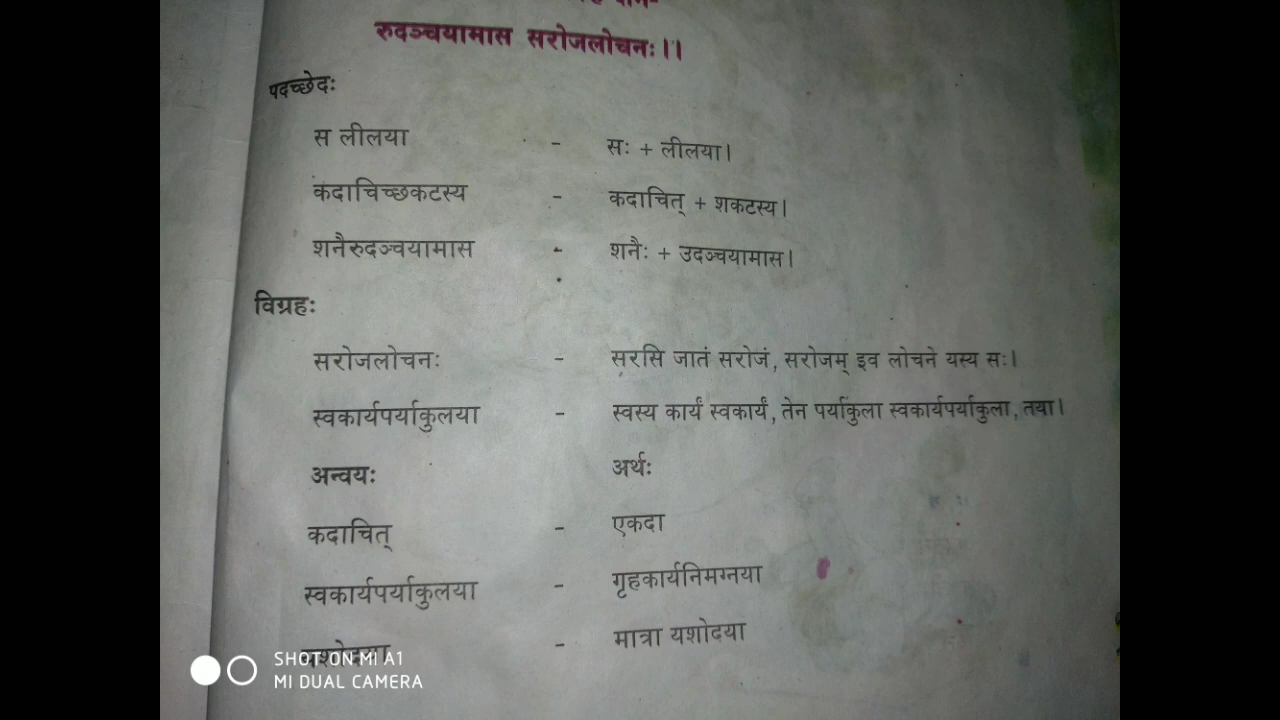 रुदञ्चयामास सरोजलोचनः।।
पदच्छेदः
स लीलया - सः + लीलया।
कदाचिच्छकटस्य - कदाचित् + शकटस्य।
शनैरुदञ्चयामास - शनैः + उदञ्चयामास।
विग्रहः
सरोजलोचनः - सरसि जातं सरोजं, सरोजम् इव लोचने यस्य सः।
स्वकार्यपर्याकुलया - स्वस्य कार्यं स्वकार्यं, तेन पर्याकुला स्वकार्यपर्याकुला, तया।
अन्वयः अर्थः
कदाचित् - एकदा
स्वकार्यपर्याकुलया - गृहकार्यनिमग्नया
यशोदया - मात्रा यशोदया
SHOT ON MI A1
MI DUAL CAMERA